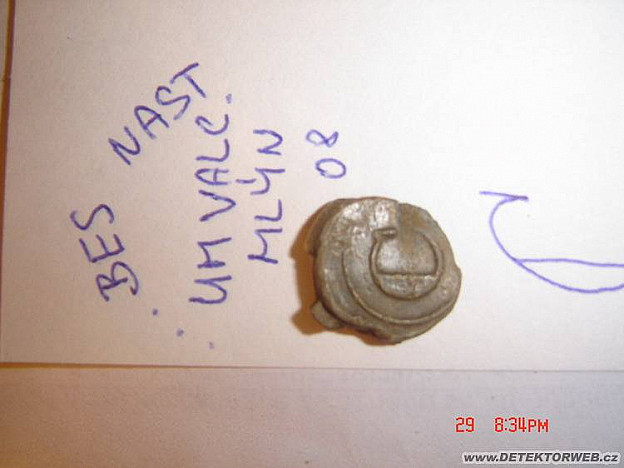 BES NAST
UM VALC.
MLÝN
08
29 8:34PM
www.DETEKTORWEB.cz